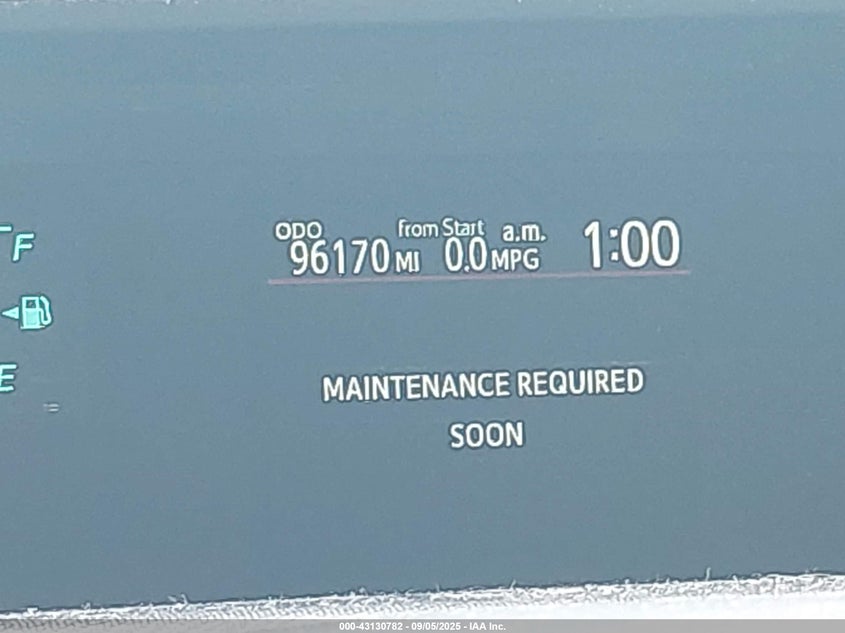 ODO from Start a.m. 1:00
96170 MI 0.0 MPG
F
MAINTENANCE REQUIRED
E
SOON
000-43130782 - 09/05/2025 - IAA Inc.